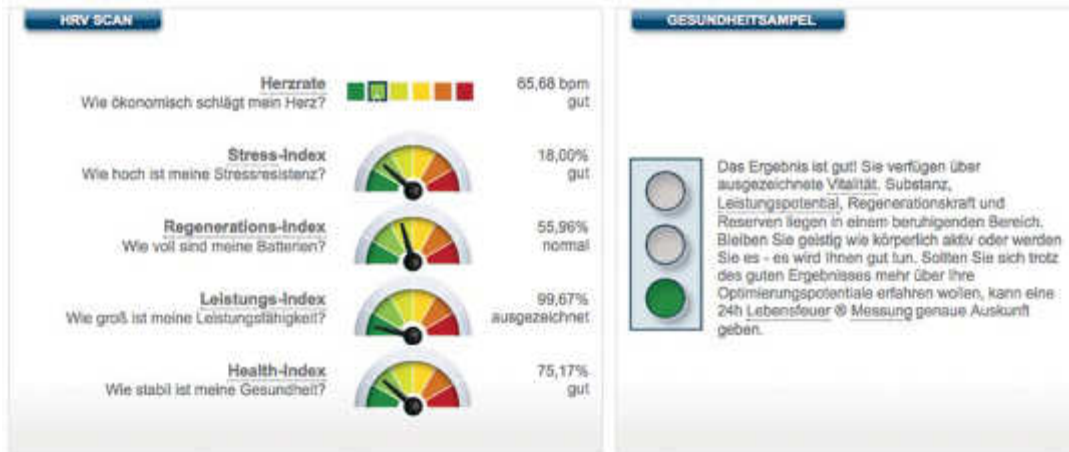 HRV SCAN
Herzrate
Wie ökonomisch schlägt mein Herz?
65,68 bpm
gut
Stress-Index
Wie hoch ist meine Stressresistenz?
18,00%
gut
Regenerations-Index
Wie voll sind meine Batterien?
55,96%
normal
Leistungs-Index
Wie groß ist meine Leistungsfähigkeit?
99,67%
ausgezeichnet
Health-Index
Wie stabil ist meine Gesundheit?
75,17%
gut
GESUNDHEITSAMPEL
Das Ergebnis ist gut! Sie verfügen über
ausgezeichnete Vitalität. Substanz,
Leistungspotential, Regenerationskraft und
Reserven liegen in einem beruhigenden Bereich.
Bleiben Sie geistig wie körperlich aktiv oder werden
Sie es - es wird Ihnen gut tun. Sollten Sie sich trotz
des guten Ergebnisses mehr über Ihre
Optimierungspotentiale erfahren wollen, kann eine
24h Lebensfeuer ® Messung genaue Auskunft
geben.